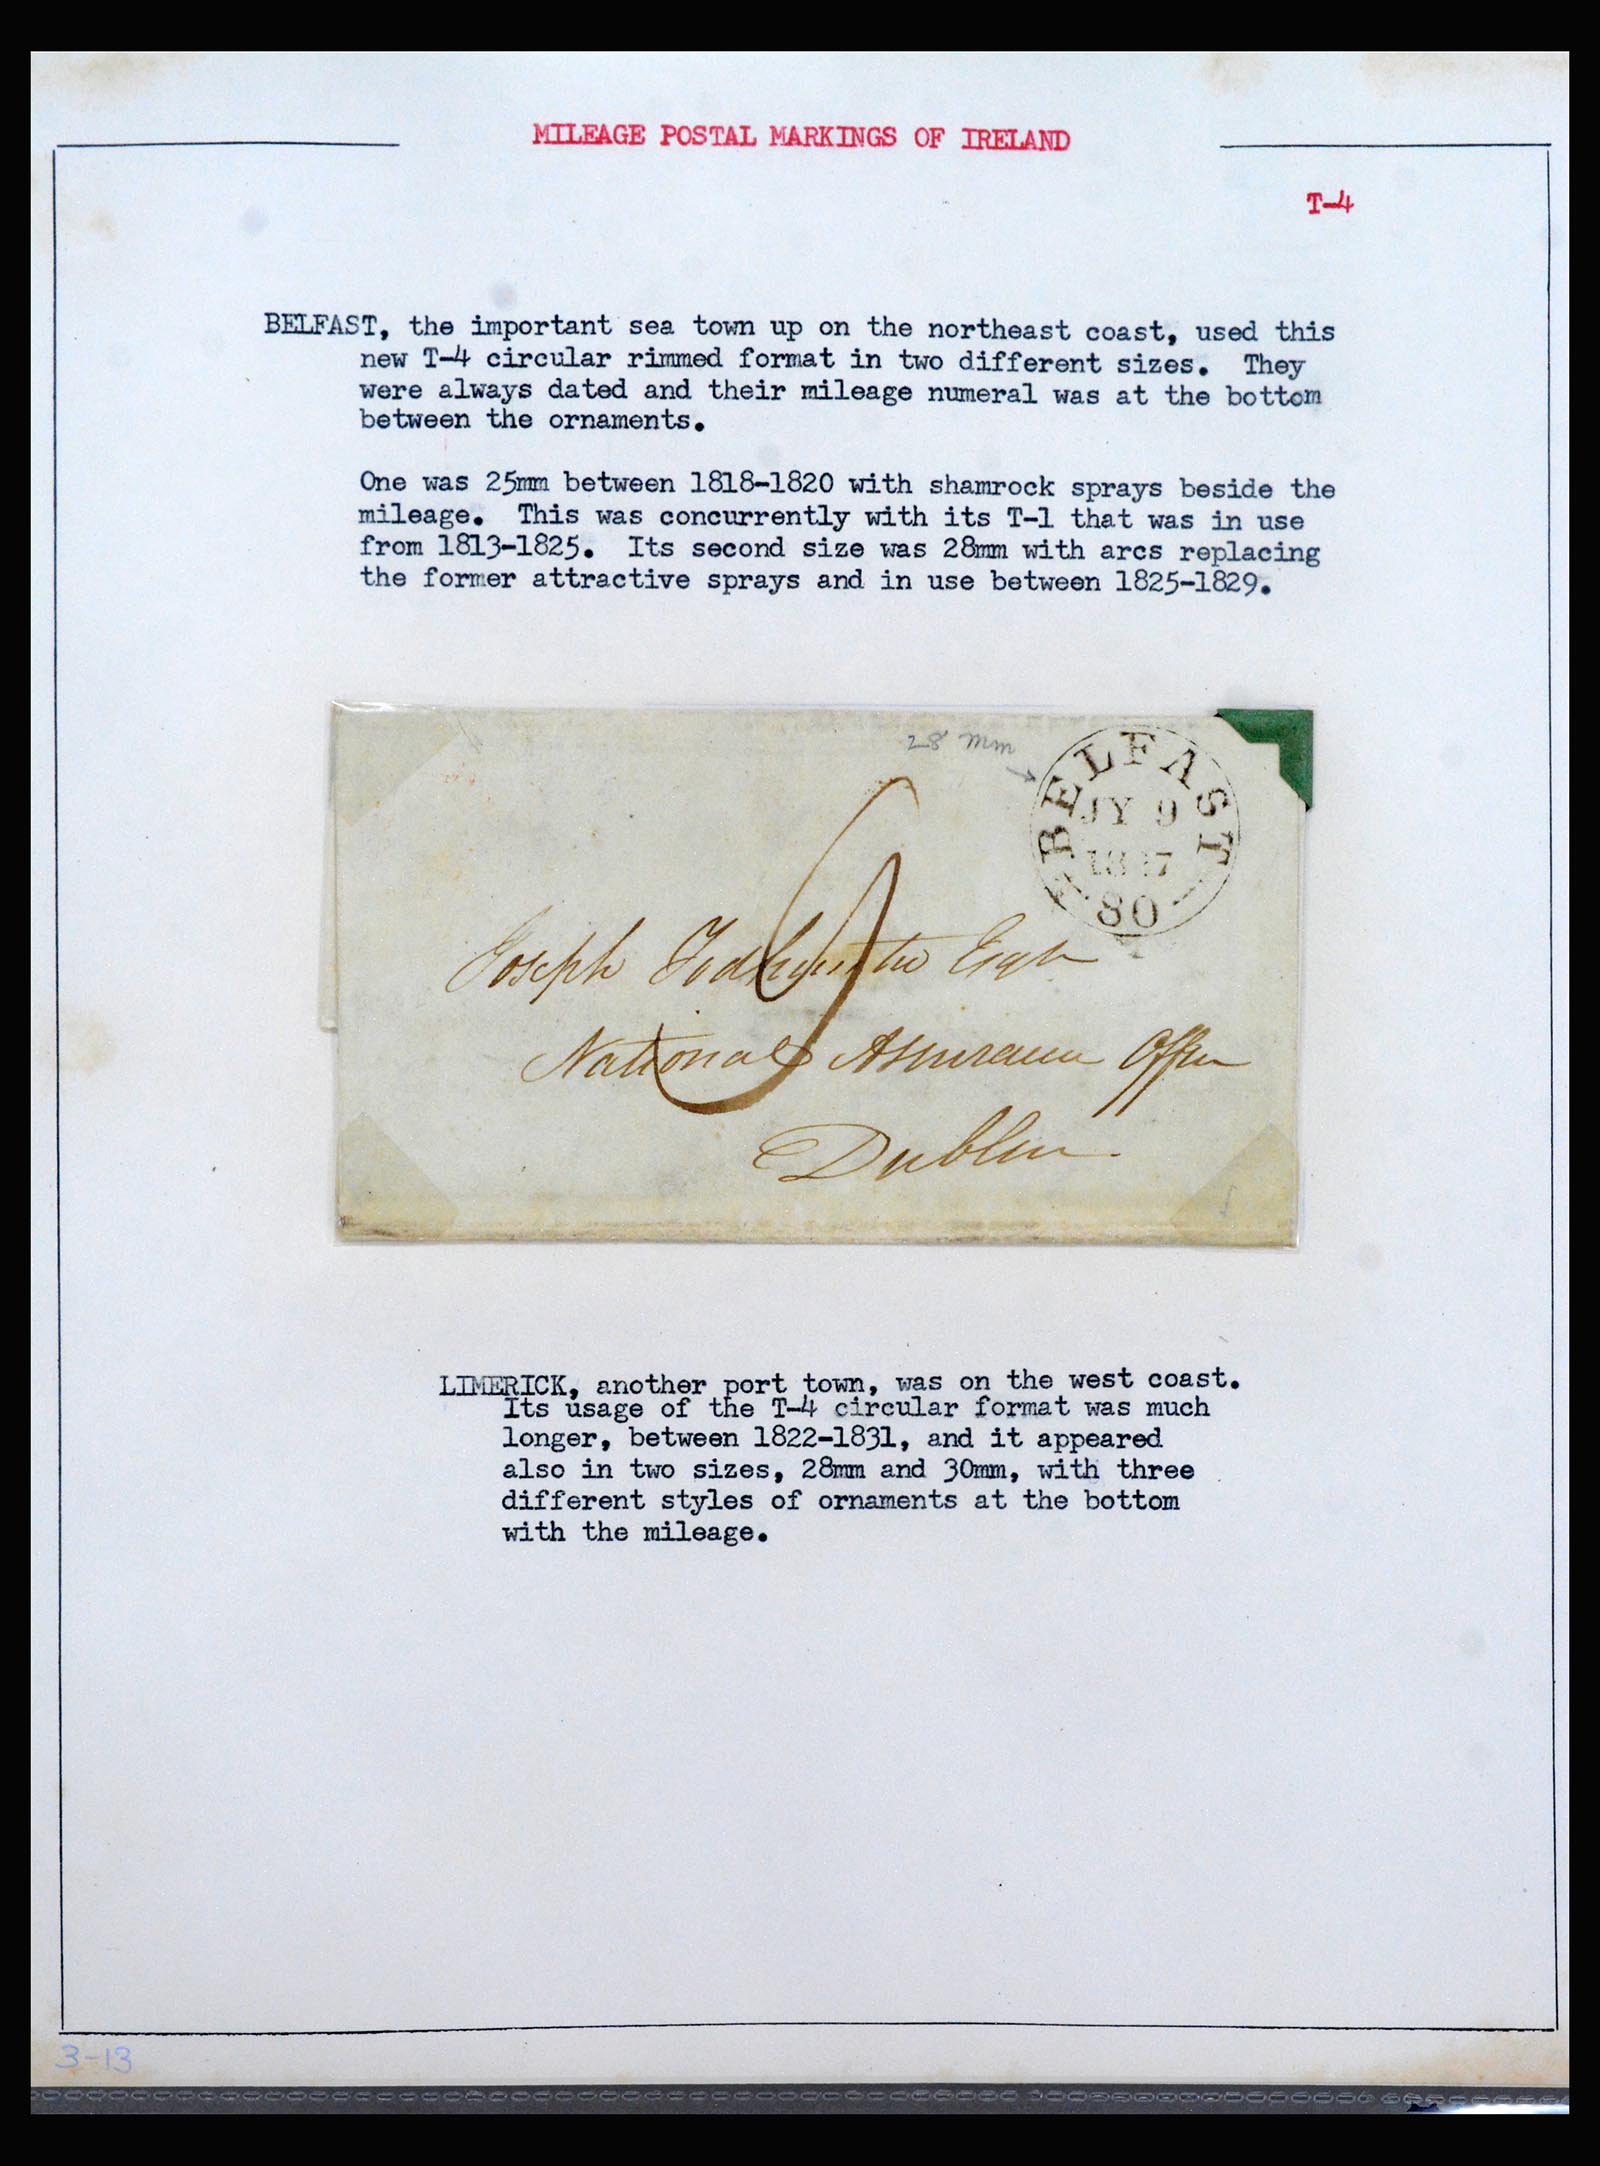 MILEAGE POSTAL MARKINGS OF IRELAND
T-4
BELFAST, the important sea town up on the northeast coast, used this
new T-4 circular rimmed format in two different sizes. They
were always dated and their mileage numeral was at the bottom
between the ornaments.
One was 25mm between 1818-1820 with shamrock sprays beside the
mileage. This was concurrently with its T-1 that was in use
from 1813-1825. Its second size was 28mm with arcs replacing
the former attractive sprays and in use between 1825-1829.
28 mm
BELFAST
JY 9
80
Joseph Esqr
National Assurance Office
Dublin
LIMERICK, another port town, was on the west coast.
Its usage of the T-4 circular format was much
longer, between 1822-1831, and it appeared
also in two sizes, 28mm and 30mm, with three
different styles of ornaments at the bottom
with the mileage.
3-13